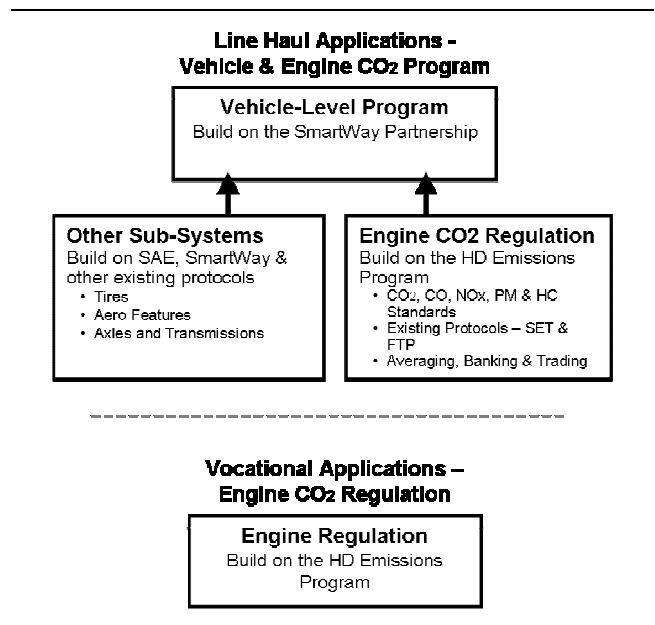 Line Haul Applications -
Vehicle & Engine CO2 Program
Vehicle-Level Program
Build on the SmartWay Partnership
Other Sub-Systems
Build on SAE, SmartWay &
other existing protocols
• Tires
• Aero Features
• Axles and Transmissions
Engine CO2 Regulation
Build on the HD Emissions
Program
• CO2, CO, NOx, PM & HC
Standards
• Existing Protocols – SET &
FTP
• Averaging, Banking & Trading
Vocational Applications –
Engine CO2 Regulation
Engine Regulation
Build on the HD Emissions
Program